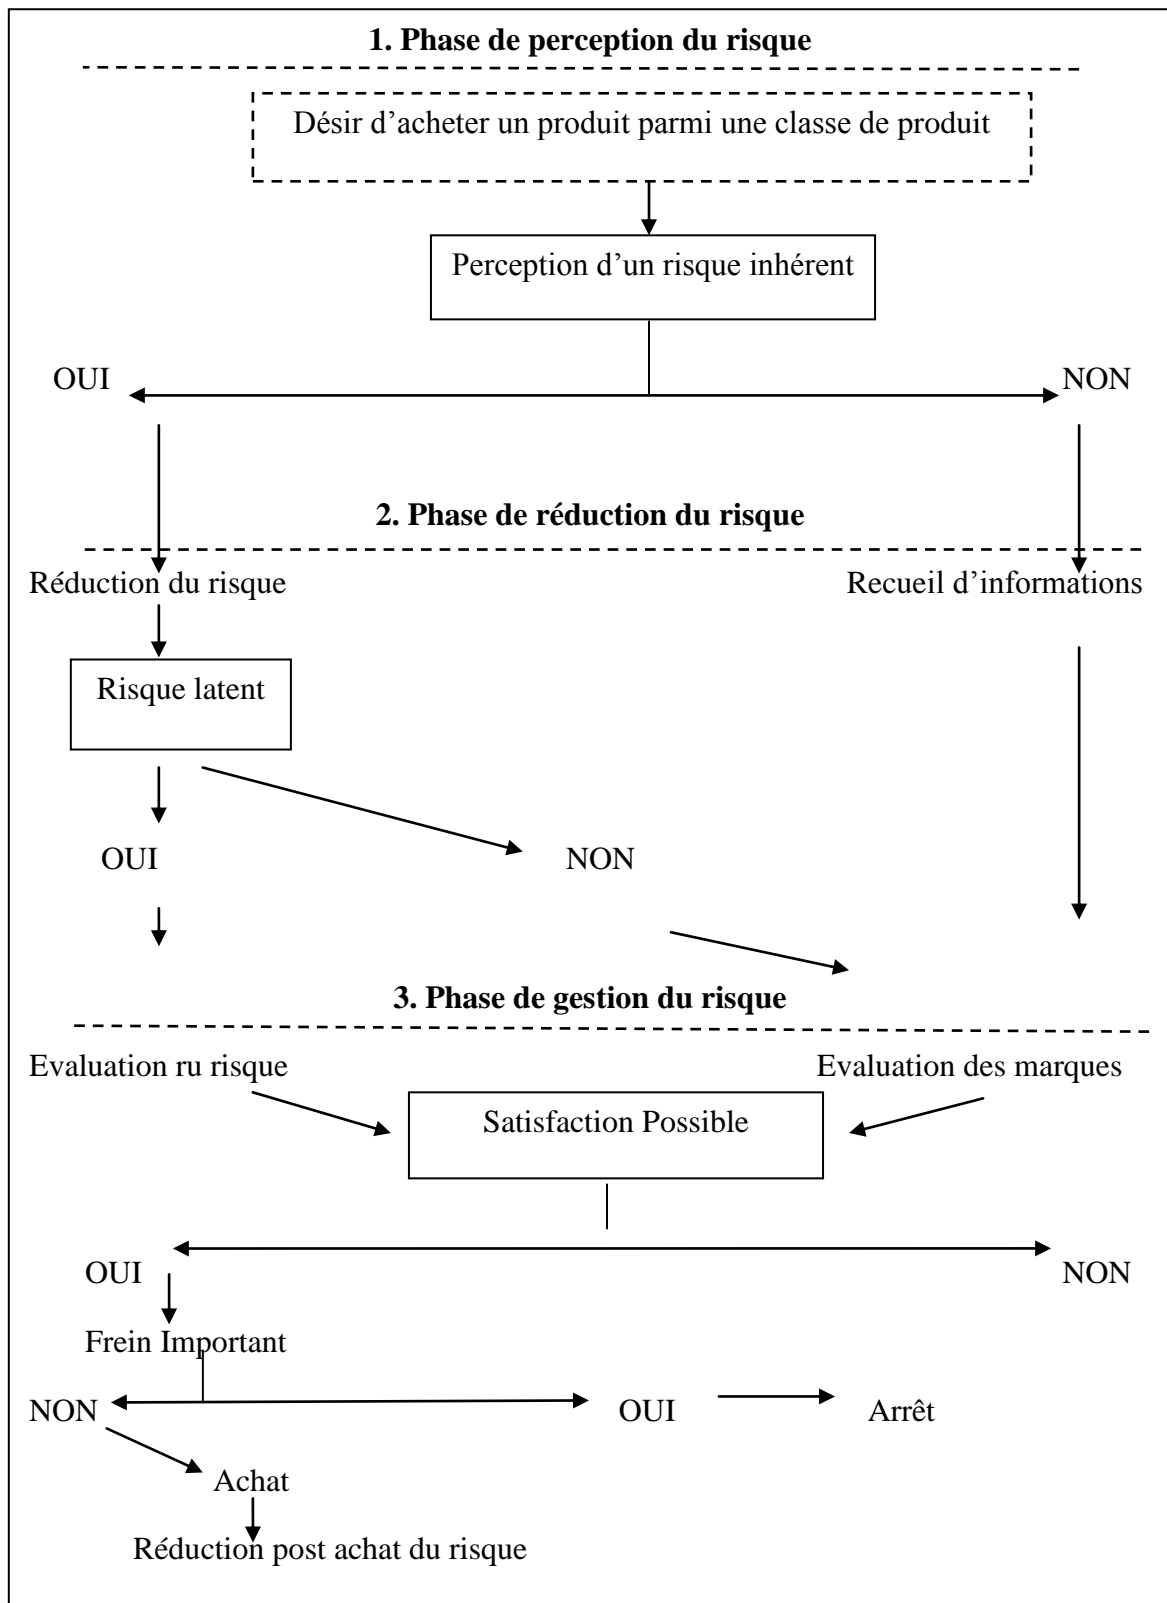 1. Phase de perception du risque
Désir d’acheter un produit parmi une classe de produit
Perception d’un risque inhérent
OUI
NON
2. Phase de réduction du risque
Réduction du risque
Recueil d’informations
Risque latent
OUI
NON
3. Phase de gestion du risque
Evaluation ru risque
Evaluation des marques
Satisfaction Possible
OUI
NON
Frein Important
NON
OUI
Arrêt
Achat
Réduction post achat du risque